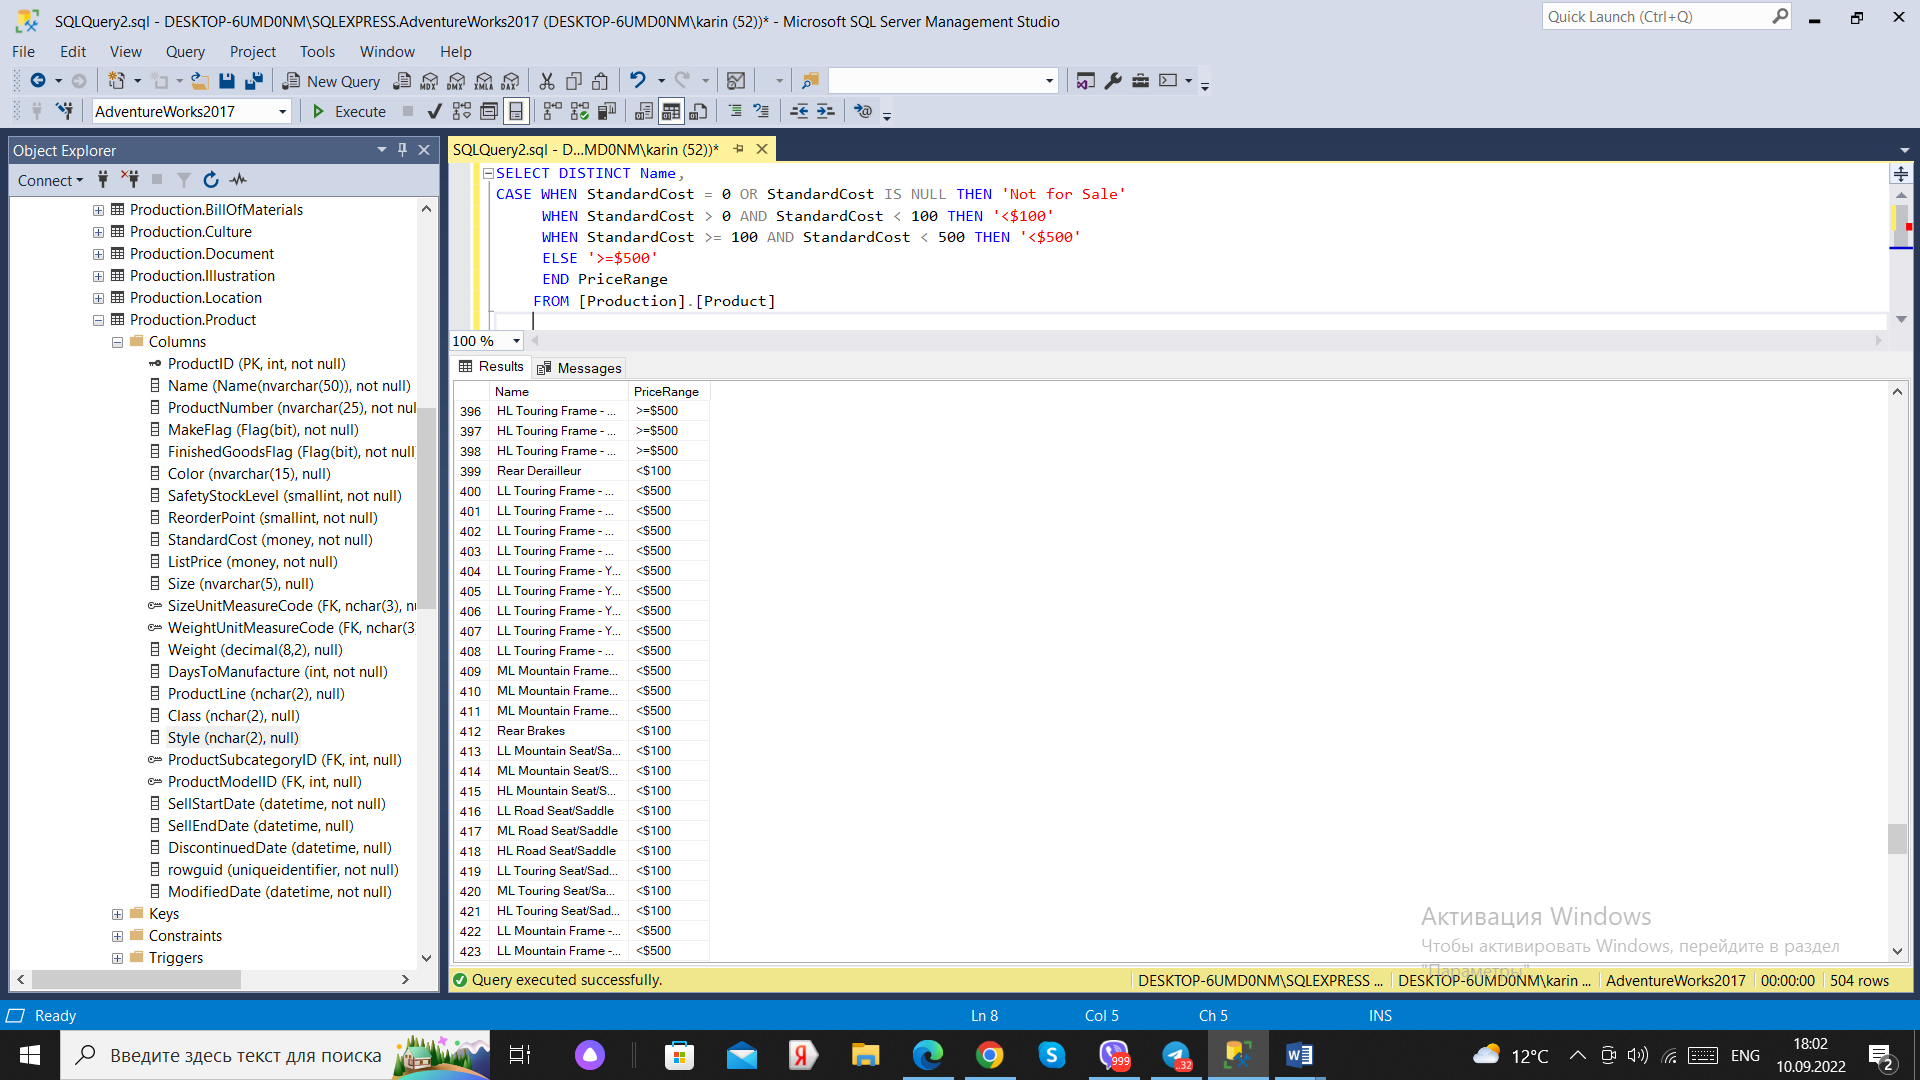 SQLQuery2.sql - DESKTOP-6UMD0NM\SQLEXPRESS.AdventureWorks2017 (DESKTOP-6UMD0NM\karin (52))* - Microsoft SQL Server Management Studio
Quick Launch (Ctrl+Q)
File Edit View Query Project Tools Window Help
New Query MDX DMX XMLA DAX
AdventureWorks2017 Execute
Object Explorer
Connect
Production.BillOfMaterials
Production.Culture
Production.Document
Production.Illustration
Production.Location
Production.Product
Columns
ProductID (PK, int, not null)
Name (Name(nvarchar(50)), not null)
ProductNumber (nvarchar(25), not nul
MakeFlag (Flag(bit), not null)
FinishedGoodsFlag (Flag(bit), not null
Color (nvarchar(15), null)
SafetyStockLevel (smallint, not null)
ReorderPoint (smallint, not null)
StandardCost (money, not null)
ListPrice (money, not null)
Size (nvarchar(5), null)
SizeUnitMeasureCode (FK, nchar(3), nu
WeightUnitMeasureCode (FK, nchar(3)
Weight (decimal(8,2), null)
DaysToManufacture (int, not null)
ProductLine (nchar(2), null)
Class (nchar(2), null)
Style (nchar(2), null)
ProductSubcategoryID (FK, int, null)
ProductModelID (FK, int, null)
SellStartDate (datetime, not null)
SellEndDate (datetime, null)
DiscontinuedDate (datetime, null)
rowguid (uniqueidentifier, not null)
ModifiedDate (datetime, not null)
Keys
Constraints
Triggers
SQLQuery2.sql - D...MD0NM\karin (52))*
SELECT DISTINCT Name,
CASE WHEN StandardCost = 0 OR StandardCost IS NULL THEN 'Not for Sale'
WHEN StandardCost > 0 AND StandardCost < 100 THEN '<$100'
WHEN StandardCost >= 100 AND StandardCost < 500 THEN '<$500'
ELSE '>=$500'
END PriceRange
FROM [Production].[Product]
100 %
Results Messages
Name PriceRange
396 HL Touring Frame - ... >=$500
397 HL Touring Frame - ... >=$500
398 HL Touring Frame - ... >=$500
399 Rear Derailleur <$100
400 LL Touring Frame - ... <$500
401 LL Touring Frame - ... <$500
402 LL Touring Frame - ... <$500
403 LL Touring Frame - ... <$500
404 LL Touring Frame - Y... <$500
405 LL Touring Frame - Y... <$500
406 LL Touring Frame - Y... <$500
407 LL Touring Frame - Y... <$500
408 LL Touring Frame - ... <$500
409 ML Mountain Frame... <$500
410 ML Mountain Frame... <$500
411 ML Mountain Frame... <$500
412 Rear Brakes <$100
413 LL Mountain Seat/Sa... <$100
414 ML Mountain Seat/S... <$100
415 HL Mountain Seat/S... <$100
416 LL Road Seat/Saddle <$100
417 ML Road Seat/Saddle <$100
418 HL Road Seat/Saddle <$100
419 LL Touring Seat/Sad... <$100
420 ML Touring Seat/Sa... <$100
421 HL Touring Seat/Sad... <$100
422 LL Mountain Frame -... <$500
423 LL Mountain Frame -... <$500
Активация Windows
Чтобы активировать Windows, перейдите в раздел
"Параметры".
Query executed successfully. DESKTOP-6UMD0NM\SQLEXPRESS ... DESKTOP-6UMD0NM\karin ... AdventureWorks2017 00:00:00 504 rows
Ready Ln 8 Col 5 Ch 5 INS
Введите здесь текст для поиска
Я
S
999
..32
W
12°C
ENG
18:02
10.09.2022
2